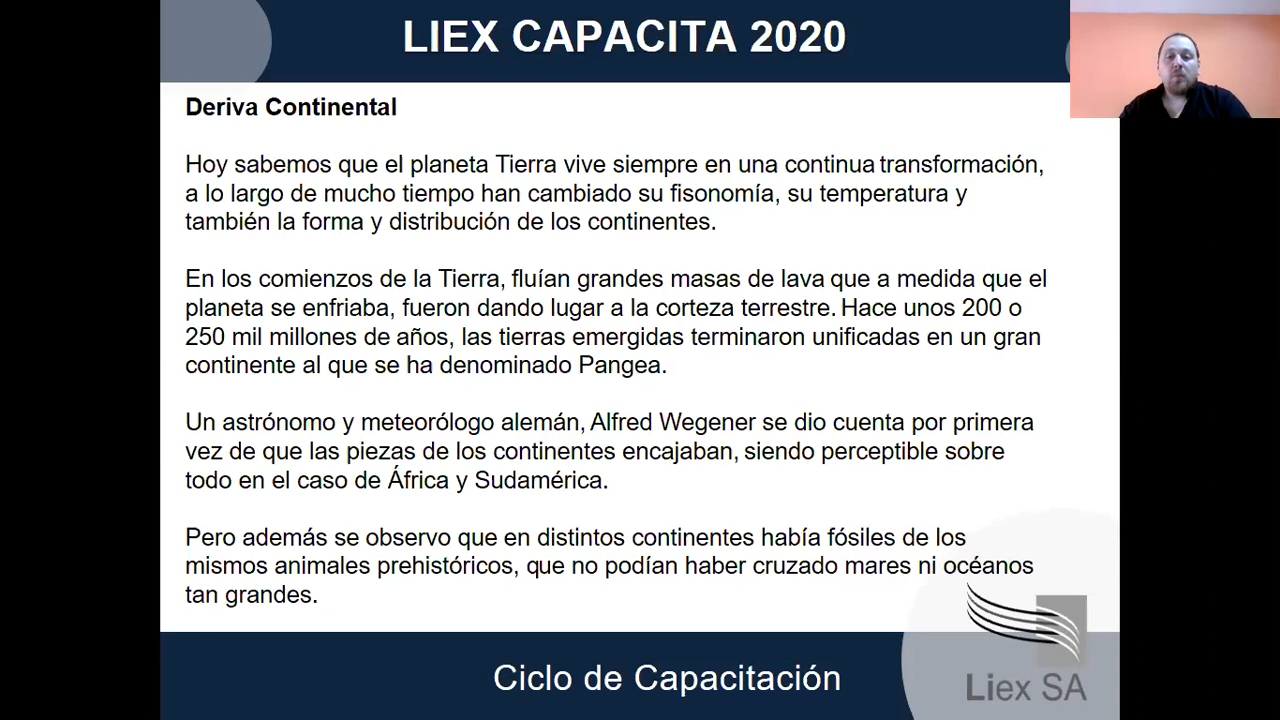 LIEX CAPACITA 2020
Deriva Continental
Hoy sabemos que el planeta Tierra vive siempre en una continua transformación,
a lo largo de mucho tiempo han cambiado su fisonomía, su temperatura y
también la forma y distribución de los continentes.
En los comienzos de la Tierra, fluían grandes masas de lava que a medida que el
planeta se enfriaba, fueron dando lugar a la corteza terrestre. Hace unos 200 o
250 mil millones de años, las tierras emergidas terminaron unificadas en un gran
continente al que se ha denominado Pangea.
Un astrónomo y meteorólogo alemán, Alfred Wegener se dio cuenta por primera
vez de que las piezas de los continentes encajaban, siendo perceptible sobre
todo en el caso de África y Sudamérica.
Pero además se observo que en distintos continentes había fósiles de los
mismos animales prehistóricos, que no podían haber cruzado mares ni océanos
tan grandes.
Ciclo de Capacitación
Liex SA